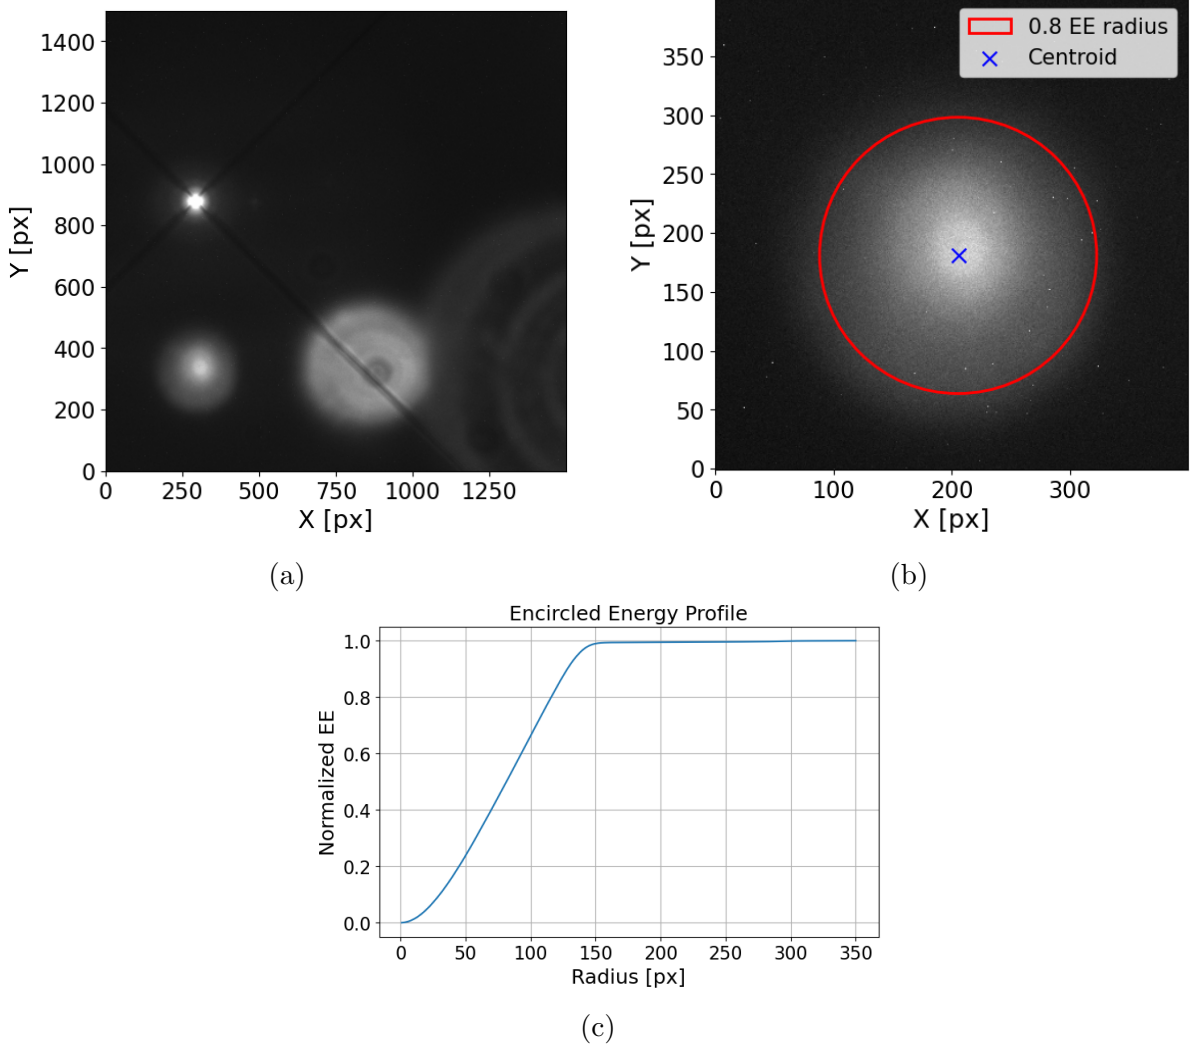 1400
1200
1000
800
600
400
200
0
Y [px]
0 250 500 750 1000 1250
X [px]
(a)
0.8 EE radius
Centroid
350
300
250
200
150
100
50
0
Y [px]
0 100 200 300
X [px]
(b)
Encircled Energy Profile
1.0
0.8
0.6
0.4
0.2
0.0
Normalized EE
0 50 100 150 200 250 300 350
Radius [px]
(c)